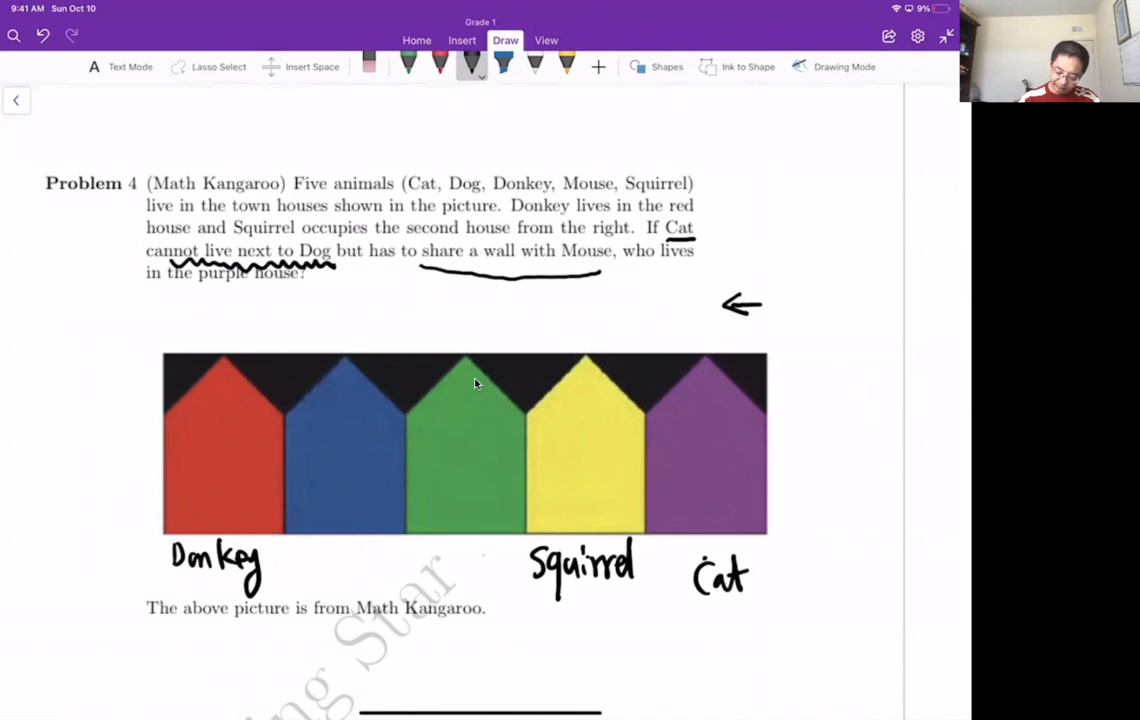 9:41 AM Sun Oct 10
9%
Grade 1
Home Insert Draw View
A Text Mode Lasso Select Insert Space Shapes Ink to Shape Drawing Mode
Problem 4 (Math Kangaroo) Five animals (Cat, Dog, Donkey, Mouse, Squirrel)
live in the town houses shown in the picture. Donkey lives in the red
house and Squirrel occupies the second house from the right. If Cat
cannot live next to Dog but has to share a wall with Mouse, who lives
in the purple house?
Donkey Squirrel Cat
The above picture is from Math Kangaroo.
Star